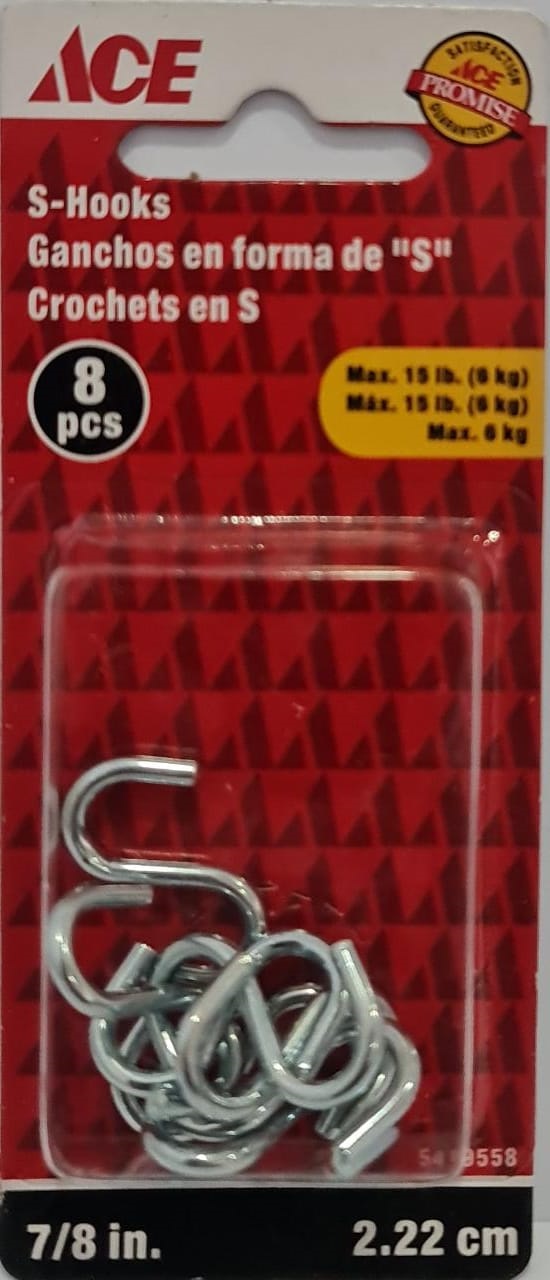 ACE
SATISFACTION
ACE
PROMISE
GUARANTEED
S-Hooks
Ganchos en forma de "S"
Crochets en S
8
pcs
Max. 15 lb. (6 kg)
Máx. 15 lb. (6 kg)
Max. 6 kg
7/8 in.
2.22 cm